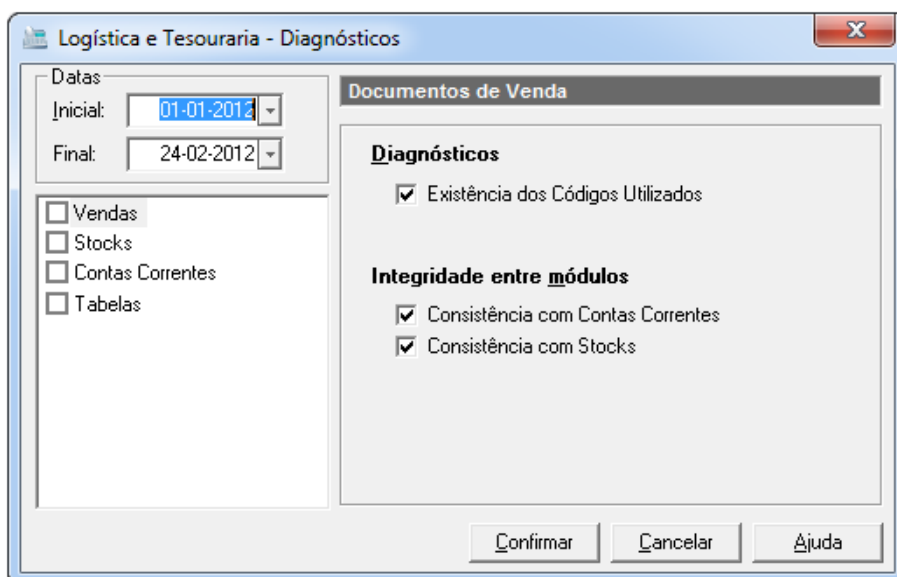 Logística e Tesouraria - Diagnósticos
Datas
Inicial: 01-01-2012
Final: 24-02-2012
Vendas
Stocks
Contas Correntes
Tabelas
Documentos de Venda
Diagnósticos
Existência dos Códigos Utilizados
Integridade entre módulos
Consistência com Contas Correntes
Consistência com Stocks
Confirmar Cancelar Ajuda